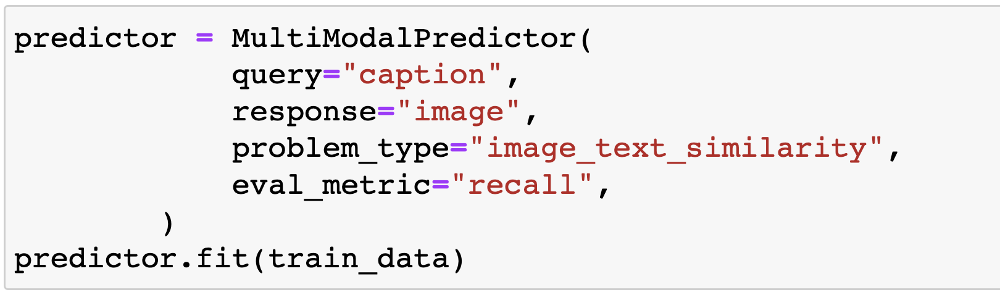 predictor = MultiModalPredictor(
            query="caption",
            response="image",
            problem_type="image_text_similarity",
            eval_metric="recall",
        )
predictor.fit(train_data)